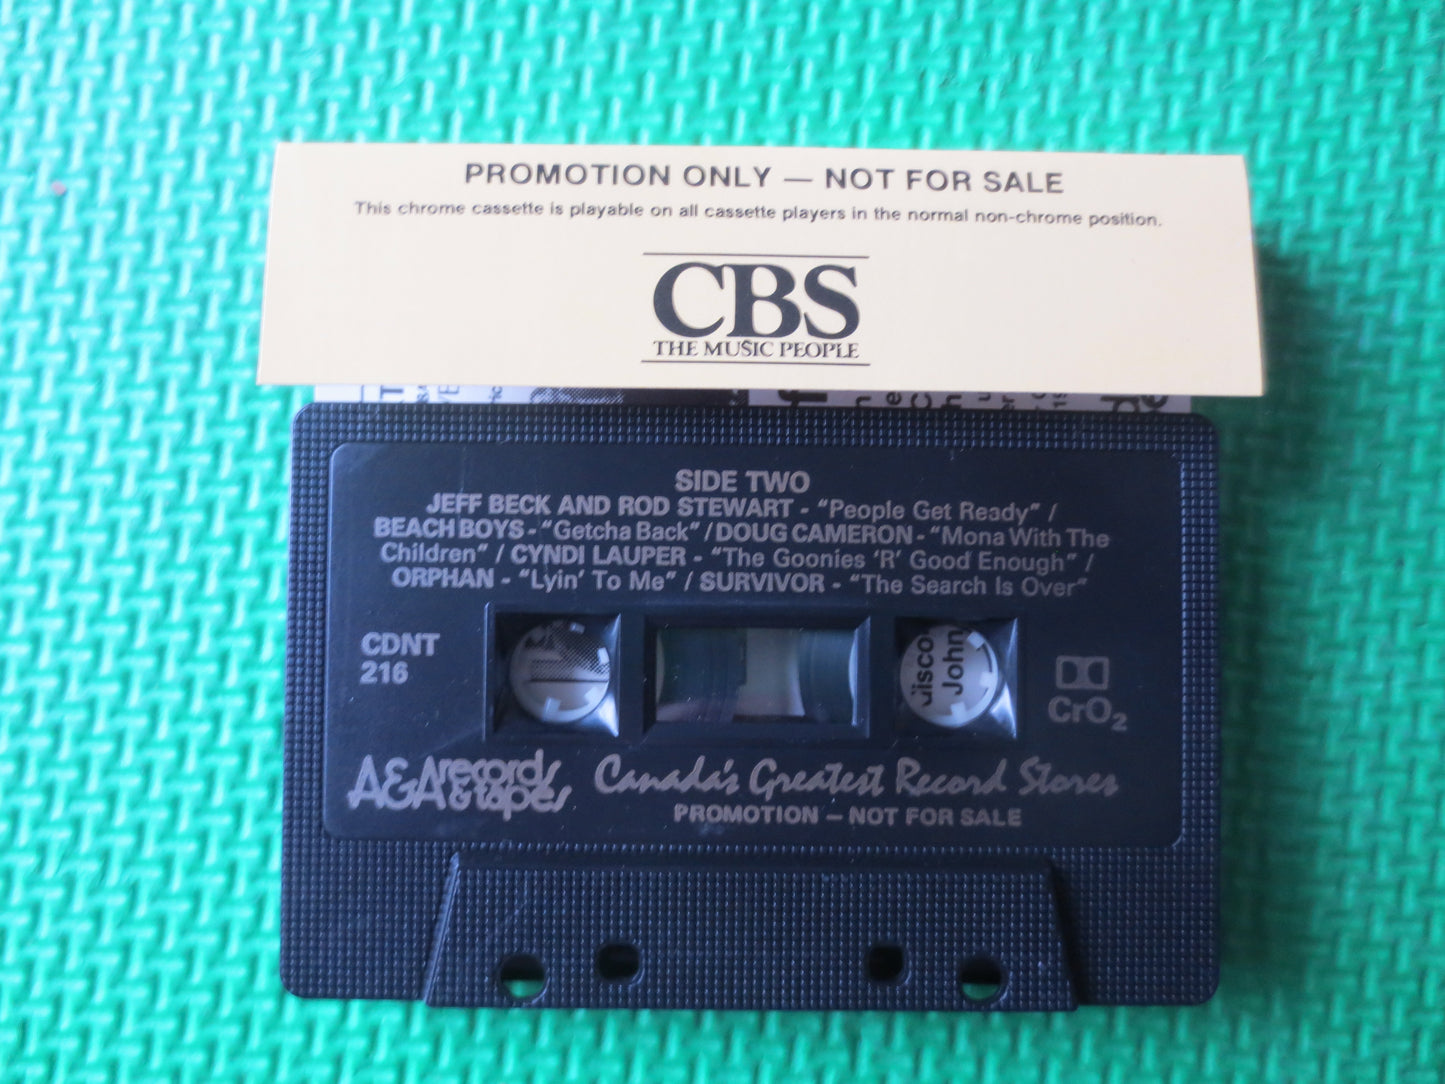 PROMOTION ONLY — NOT FOR SALE
This chrome cassette is playable on all cassette players in the normal non-chrome position.
CBS
THE MUSIC PEOPLE
SIDE TWO
JEFF BECK AND ROD STEWART - "People Get Ready" /
BEACH BOYS - "Getcha Back" / DOUG CAMERON - "Mona With The
Children" / CYNDI LAUPER - "The Goonies 'R' Good Enough" /
ORPHAN - "Lyin' To Me" / SURVIVOR - "The Search Is Over"
CDNT
216
John
CrO2
A&A records
& tapes
Canada's Greatest Record Stores
PROMOTION — NOT FOR SALE